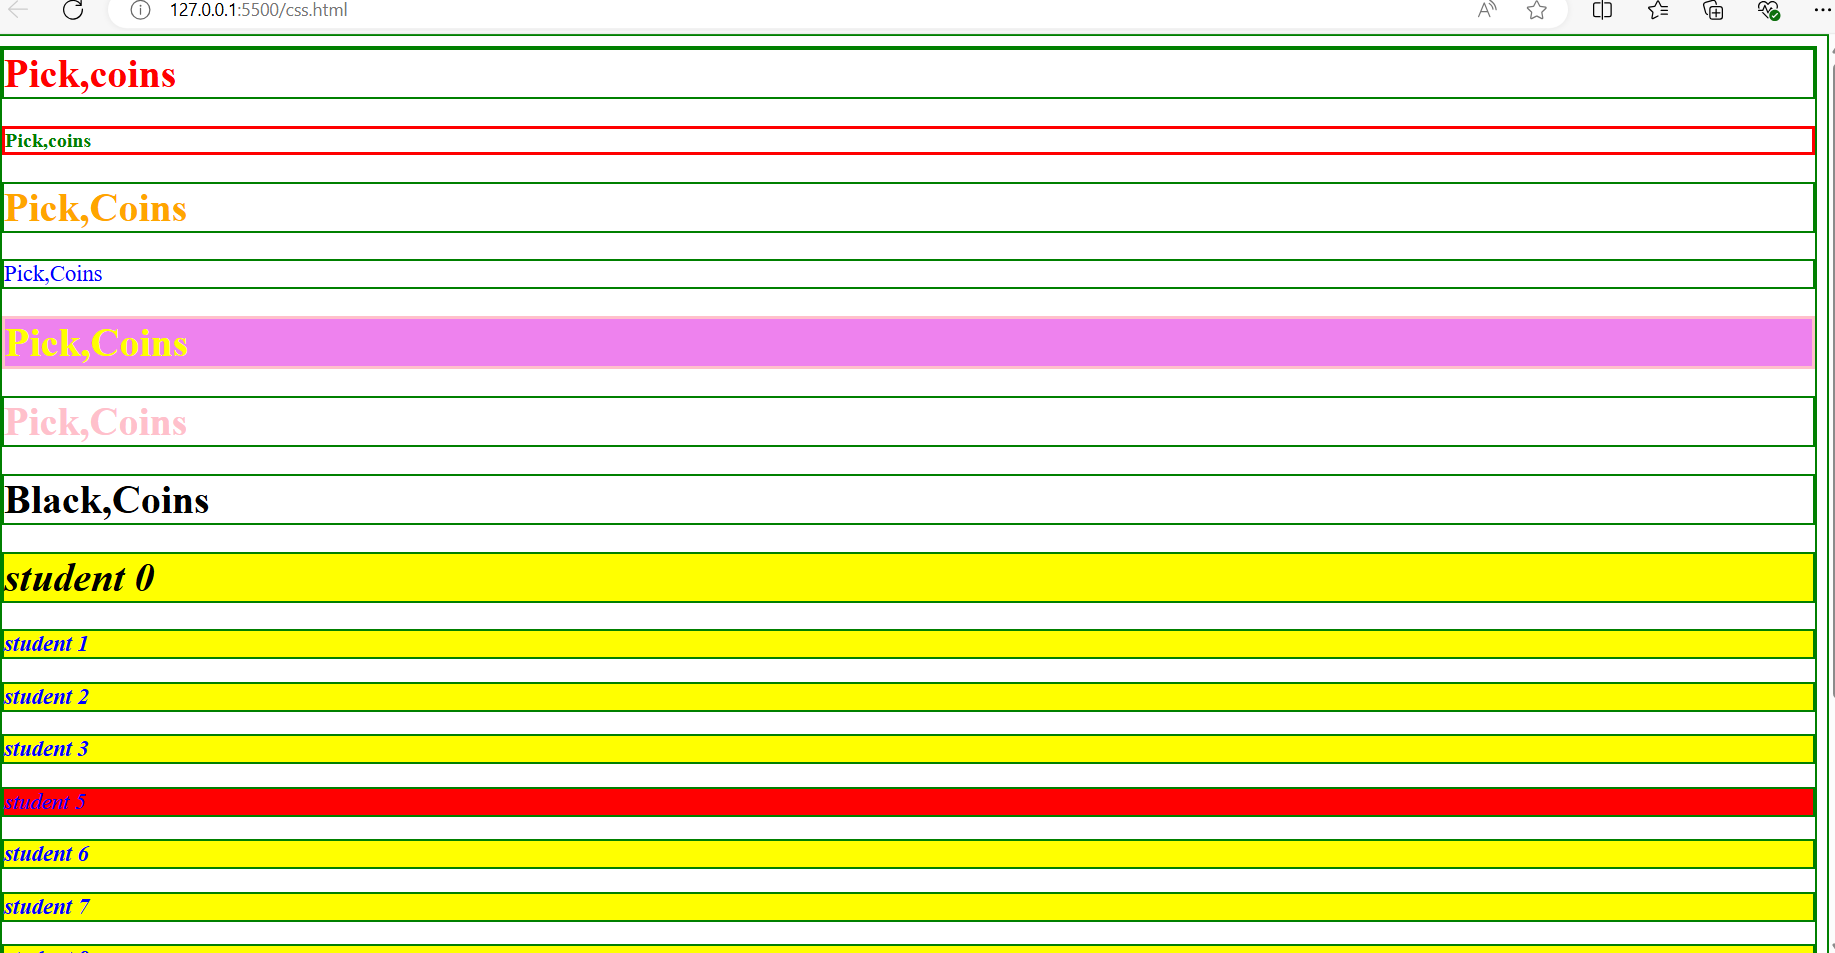 127.0.0.1:5500/css.html
Pick,coins
Pick,coins
Pick,Coins
Pick,Coins
Pick,Coins
Pick,Coins
Black,Coins
student 0
student 1
student 2
student 3
student 5
student 6
student 7